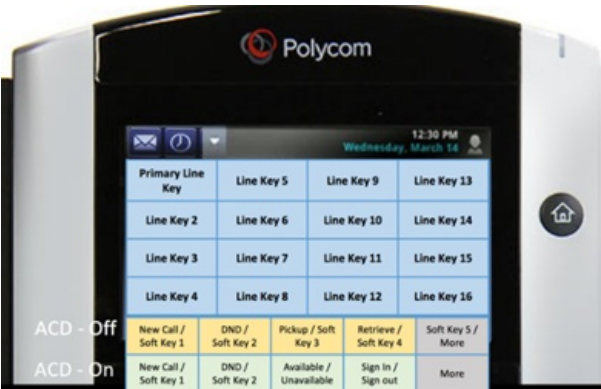 Polycom
12:30 PM
Wednesday, March 14
Primary Line Key
Line Key 5
Line Key 9
Line Key 13
Line Key 2
Line Key 6
Line Key 10
Line Key 14
Line Key 3
Line Key 7
Line Key 11
Line Key 15
Line Key 4
Line Key 8
Line Key 12
Line Key 16
ACD - Off
New Call /
Soft Key 1
DND /
Soft Key 2
Pickup / Soft
Key 3
Retrieve /
Soft Key 4
Soft Key 5 /
More
ACD - On
New Call /
Soft Key 1
DND /
Soft Key 2
Available /
Unavailable
Sign In /
Sign out
More